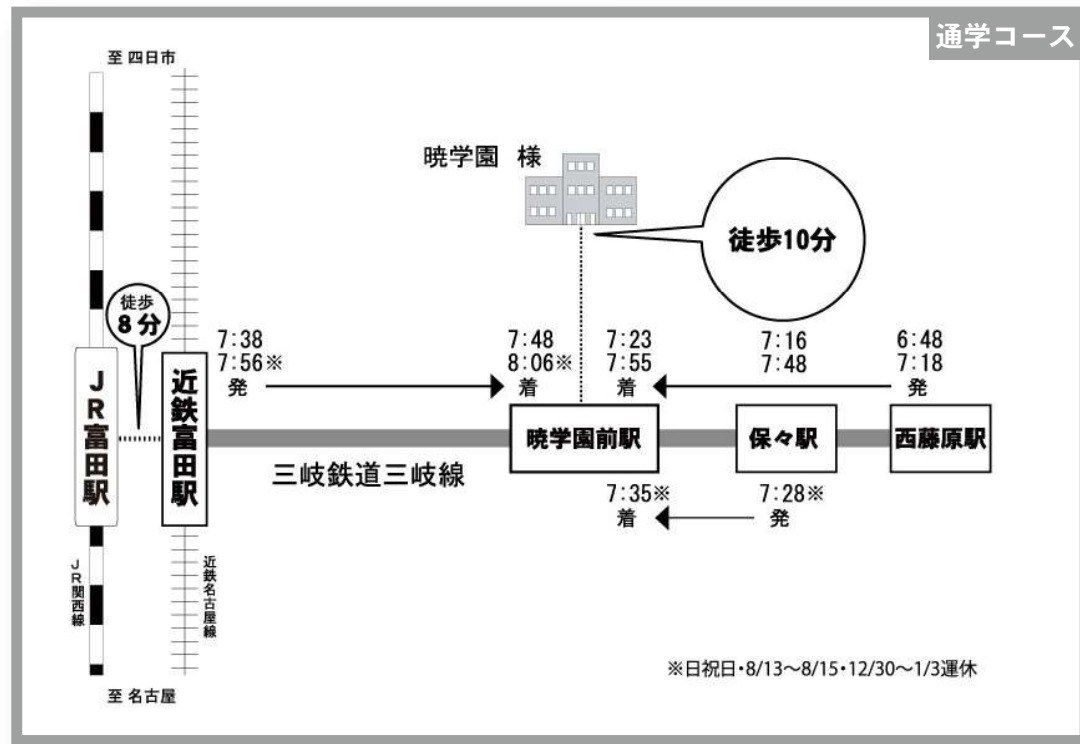 通学コース
至 四日市
暁学園 様
徒歩10分
徒歩
8分
7:38
7:56※
発
7:48
8:06※
着
7:23
7:55
着
7:16
7:48
6:48
7:18
発
JR富田駅
近鉄富田駅
暁学園前駅
保々駅
西藤原駅
三岐鉄道三岐線
7:35※
着
7:28※
発
JR関西線
近鉄名古屋線
※日祝日・8/13～8/15・12/30～1/3運休
至 名古屋